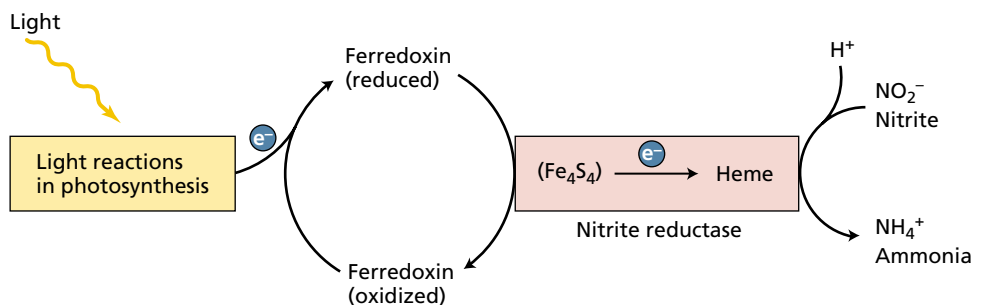 Light
Light reactions
in photosynthesis
e⁻
Ferredoxin
(reduced)
Ferredoxin
(oxidized)
(Fe₄S₄)
e⁻
Heme
Nitrite reductase
H⁺
NO₂⁻
Nitrite
NH₄⁺
Ammonia